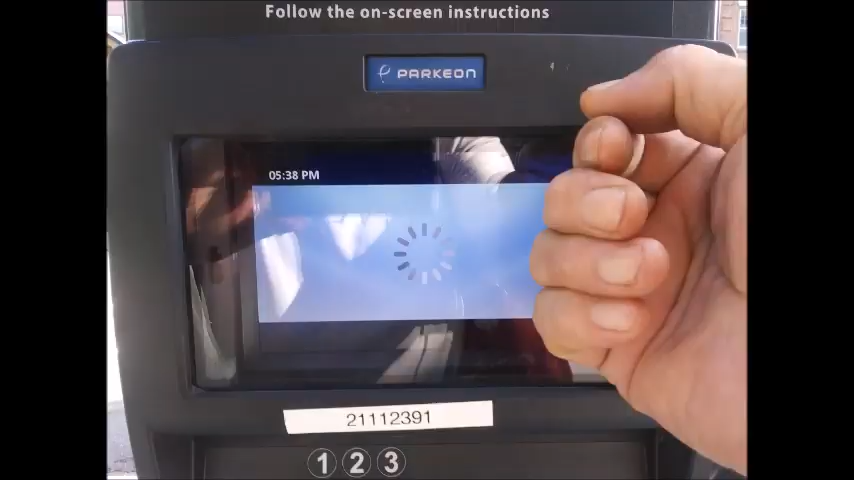 Follow the on-screen instructions
PARKEON
05:38 PM
21112391
1 2 3